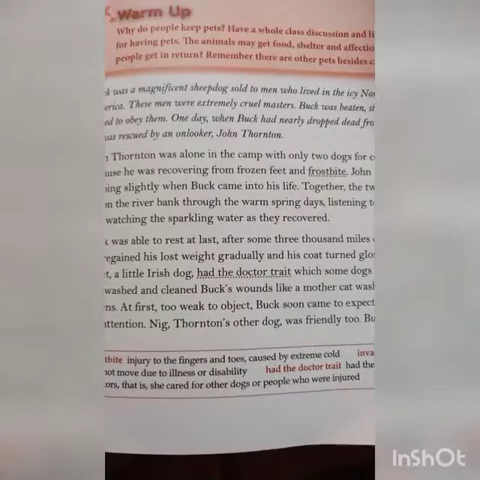 Warm Up
Why do people keep pets? Have a whole class discussion and li
for having pets. The animals may get food, shelter and affectio
people get in return? Remember there are other pets besides c
ck was a magnificent sheepdog sold to men who lived in the icy Nor
erica. These men were extremely cruel masters. Buck was beaten, st
ed to obey them. One day, when Buck had nearly dropped dead fro
was rescued by an onlooker, John Thornton.
n Thornton was alone in the camp with only two dogs for c
use he was recovering from frozen feet and frostbite. John
ping slightly when Buck came into his life. Together, the tw
on the river bank through the warm spring days, listening t
watching the sparkling water as they recovered.
k was able to rest at last, after some three thousand miles
regained his lost weight gradually and his coat turned glos
t, a little Irish dog, had the doctor trait which some dogs
washed and cleaned Buck's wounds like a mother cat wash
ns. At first, too weak to object, Buck soon came to expect
attention. Nig, Thornton's other dog, was friendly too. Bu
tbite injury to the fingers and toes, caused by extreme cold inva
not move due to illness or disability had the doctor trait had the
tors, that is, she cared for other dogs or people who were injured
InShOt